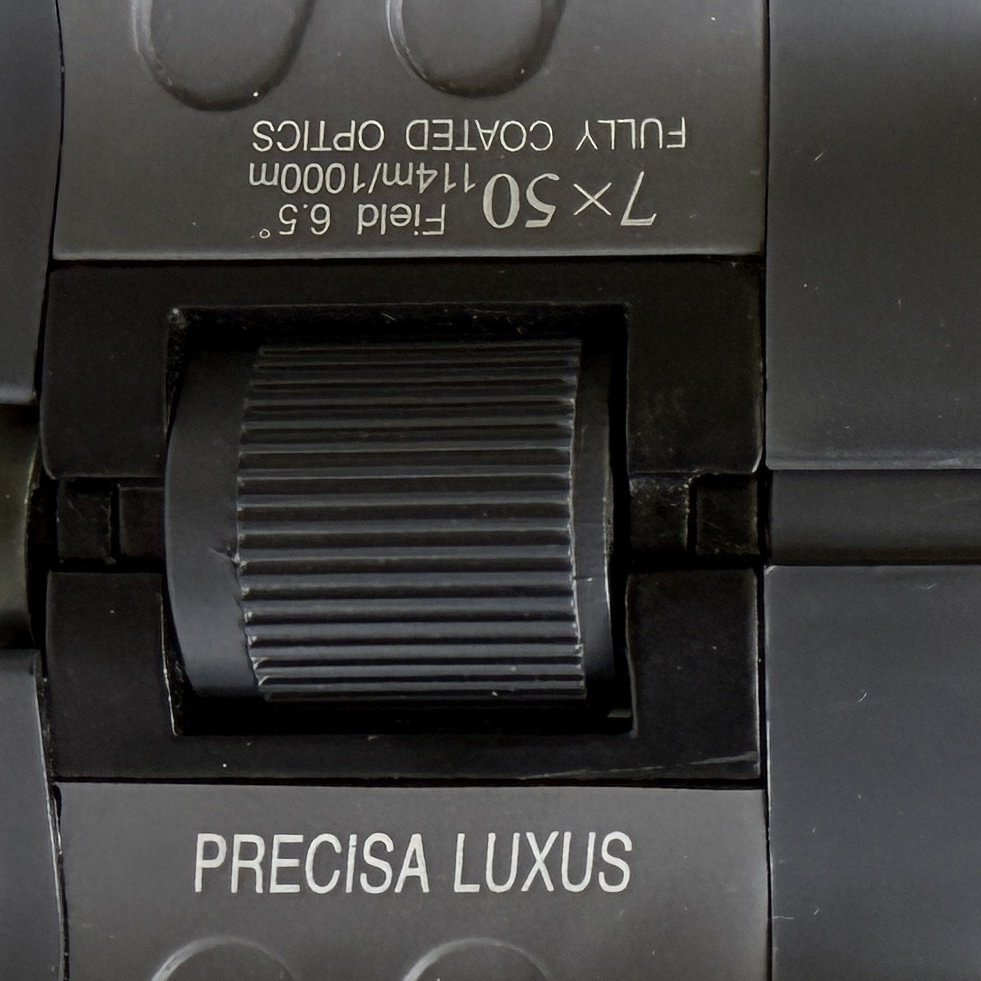 7×50 Field 6.5°
114m/1000m
FULLY COATED OPTICS
PRECISA LUXUS